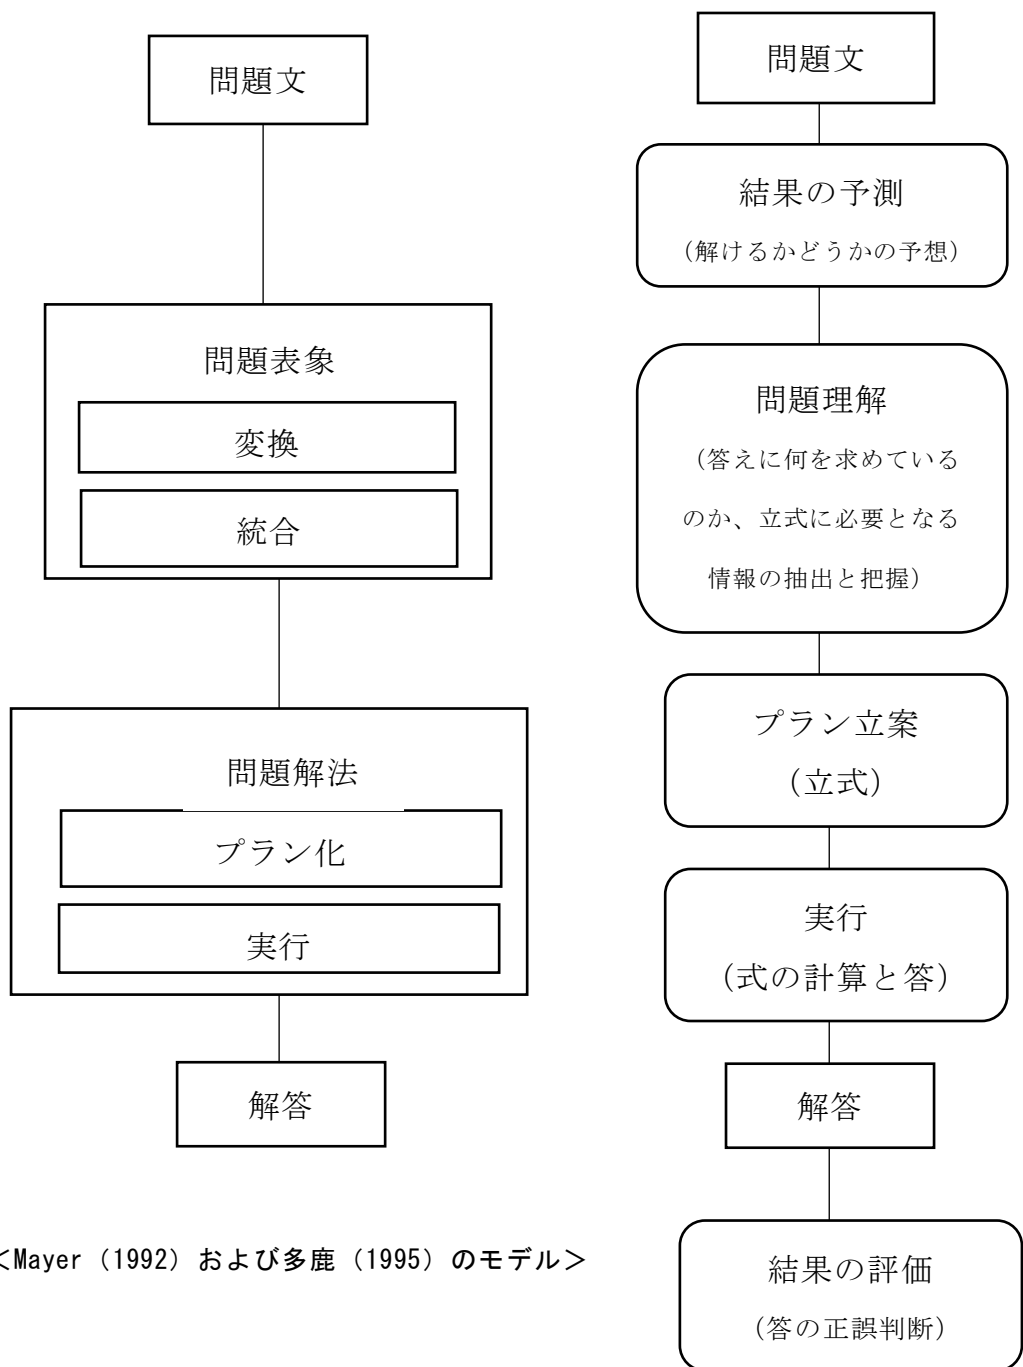 問題文
問題表象
変換
統合
問題解法
プラン化
実行
解答
<Mayer（1992）および多鹿（1995）のモデル>
問題文
結果の予測
（解けるかどうかの予想）
問題理解
（答えに何を求めている
のか、立式に必要となる
情報の抽出と把握）
プラン立案
（立式）
実行
（式の計算と答）
解答
結果の評価
（答の正誤判断）